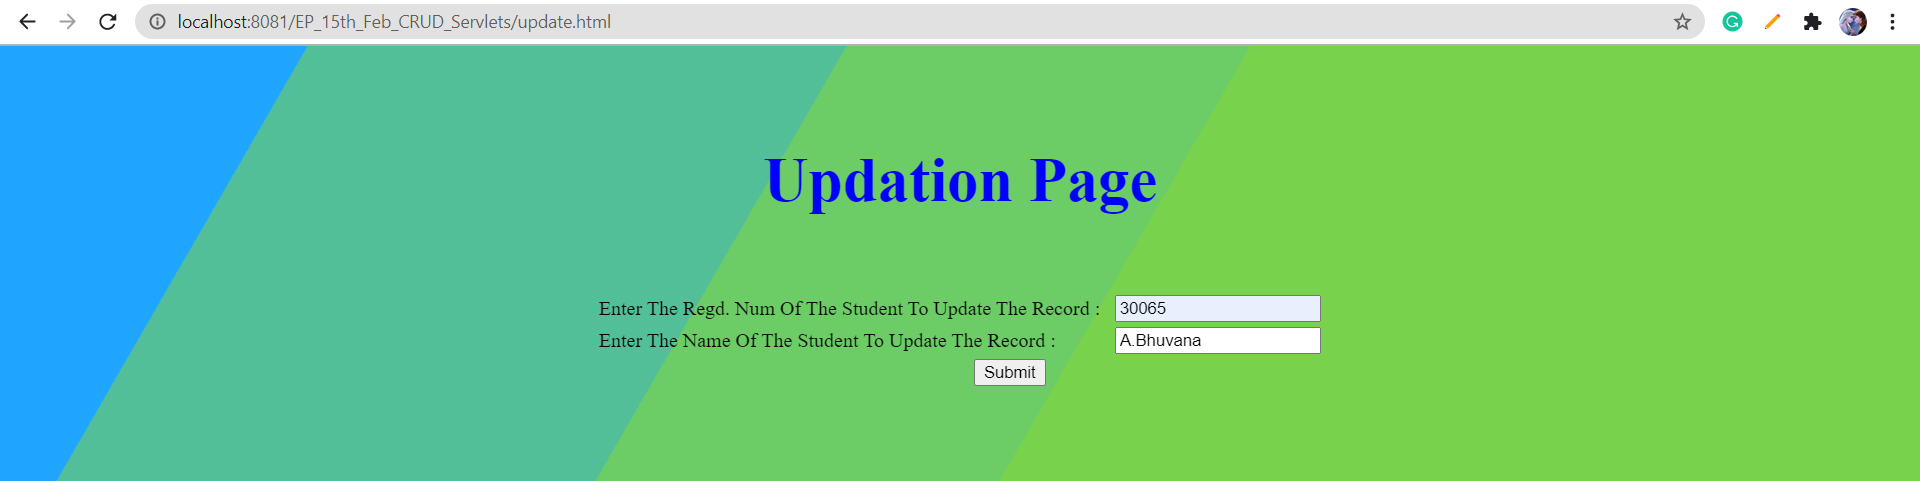 localhost:8081/EP_15th_Feb_CRUD_Servlets/update.html
Updation Page
Enter The Regd. Num Of The Student To Update The Record : 30065
Enter The Name Of The Student To Update The Record : A.Bhuvana
Submit